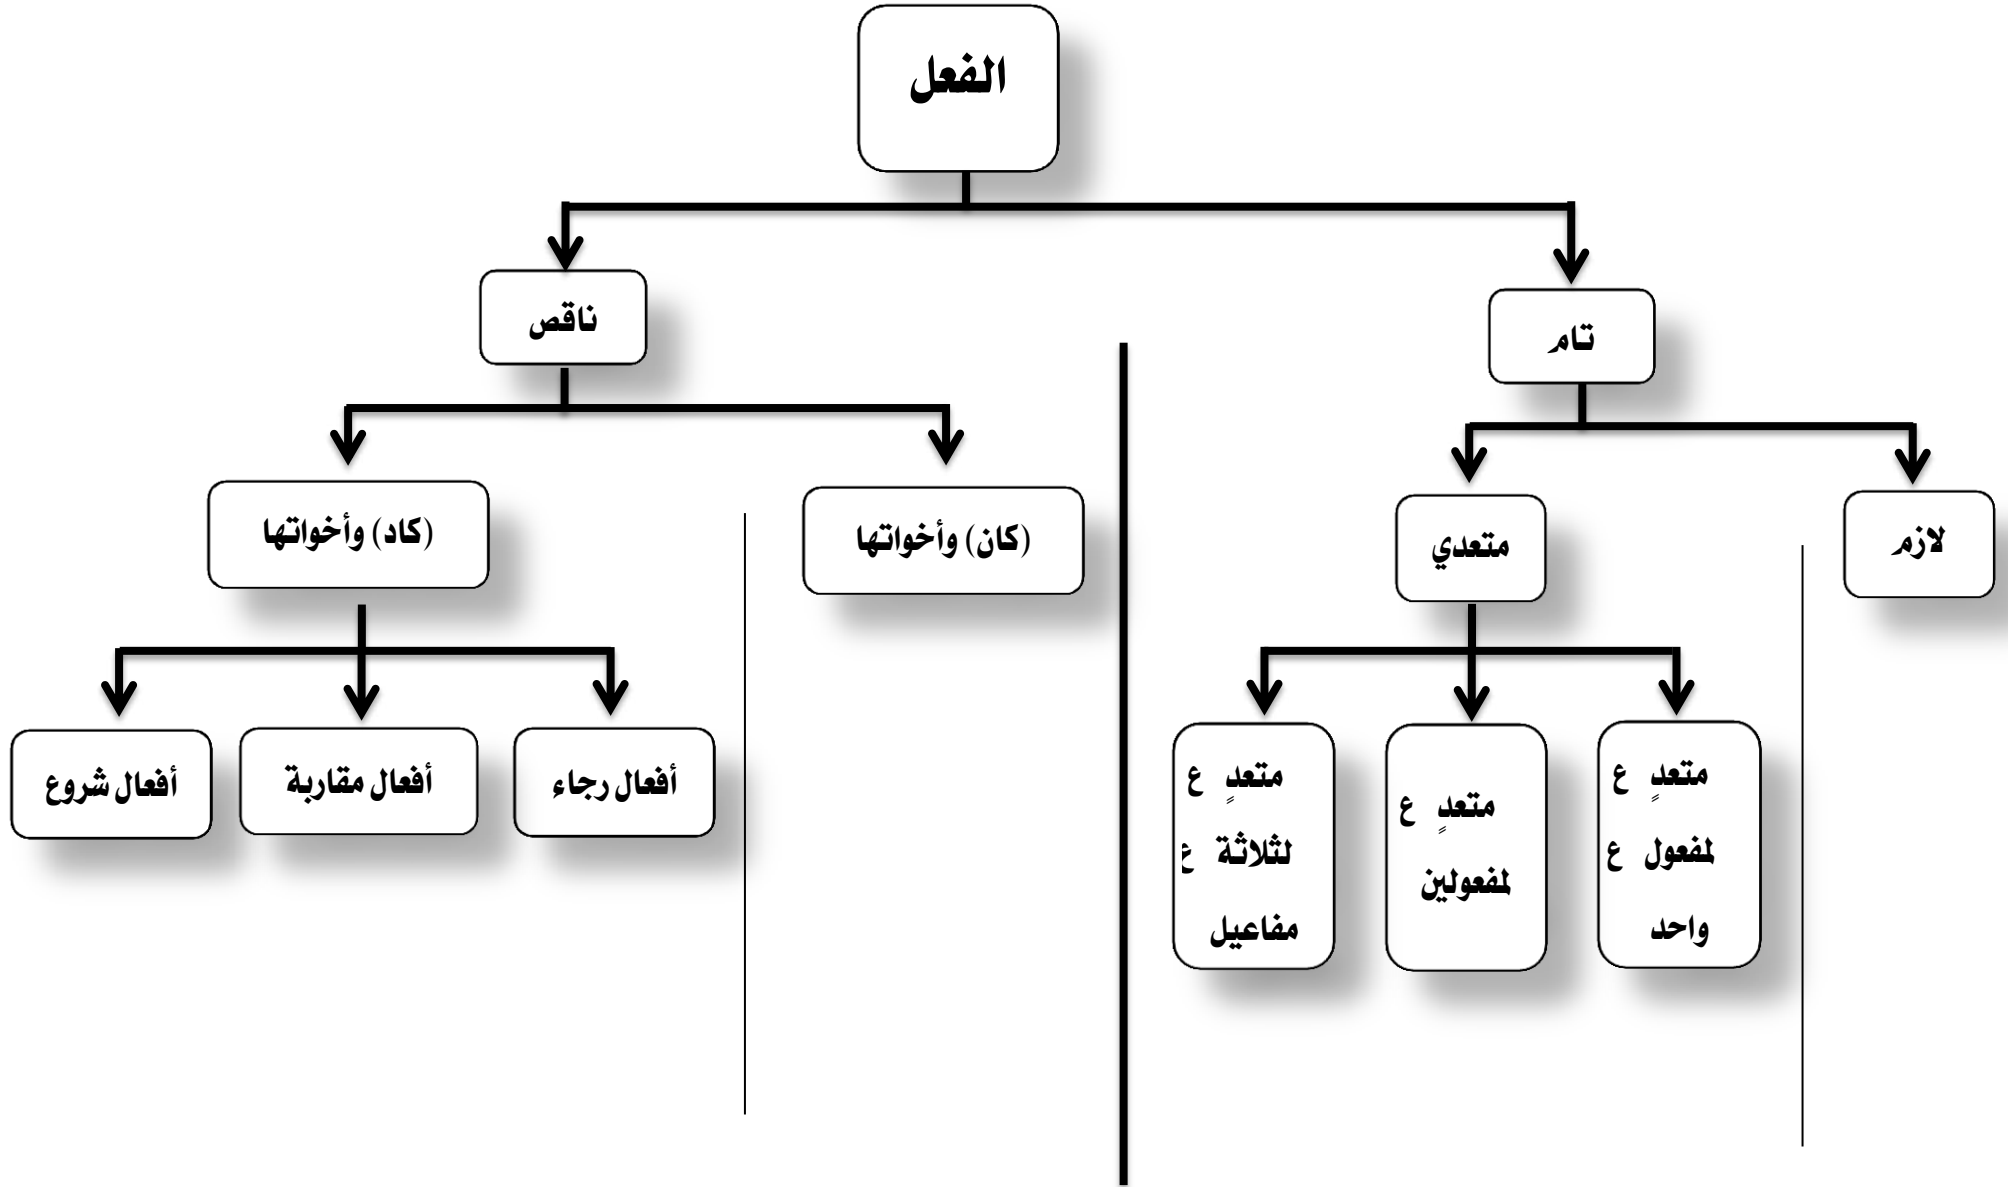 الفعل
تام
ناقص
لازم
متعدي
(كان) وأخواتها
(كاد) وأخواتها
متعدٍ ع
لمفعول ع
واحد
متعدٍ ع
لمفعولين
متعدٍ ع
لثلاثة ع
مفاعيل
أفعال رجاء
أفعال مقاربة
أفعال شروع